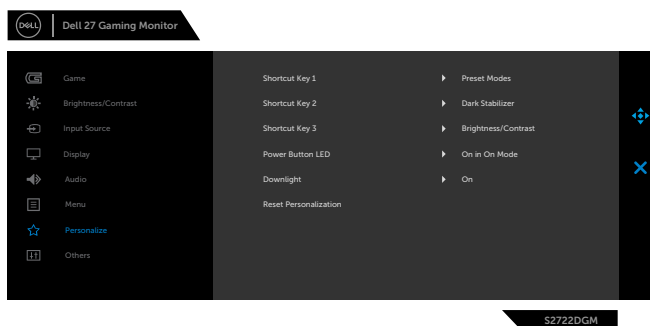 DELL
Dell 27 Gaming Monitor
Game
Shortcut Key 1
Preset Modes
Brightness/Contrast
Shortcut Key 2
Dark Stabilizer
Input Source
Shortcut Key 3
Brightness/Contrast
Display
Power Button LED
On in On Mode
Audio
Downlight
On
Menu
Reset Personalization
Personalize
Others
S2722DGM